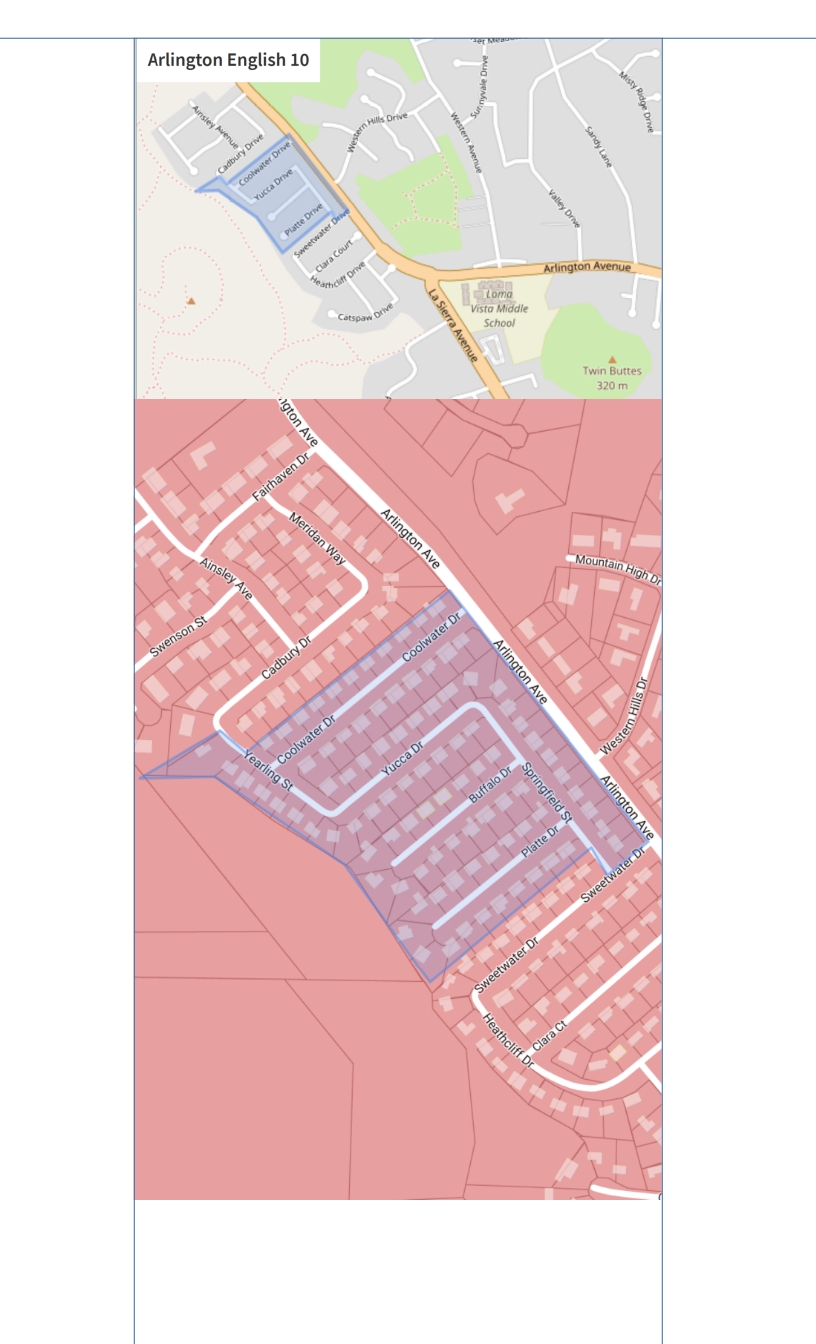 Arlington English 10
Misty Ridge Drive
Ainsley Avenue
Sunnyvale Drive
Western Hills Drive
Western Avenue
Sandy Lane
Cadbury Drive
Coolwater Drive
Yucca Drive
Valley Drive
Platte Drive
Sweetwater Drive
Clara Court
Heathcliff Drive
Arlington Avenue
Catspaw Drive
La Sierra Avenue
Loma
Vista Middle
School
Twin Buttes
320 m
ngton Ave
Fairhaven Dr
Meridan Way
Arlington Ave
Ainsley Ave
Mountain High Dr
Swenson St
Cadbury Dr
Coolwater Dr
Arlington Ave
Western Hills Dr
Coolwater Dr
Yearling St
Yucca Dr
Buffalo Dr
Springfield St
Arlington Ave
Platte Dr
Sweetwater Dr
Sweetwater Dr
Heathcliff Dr
Clara Ct